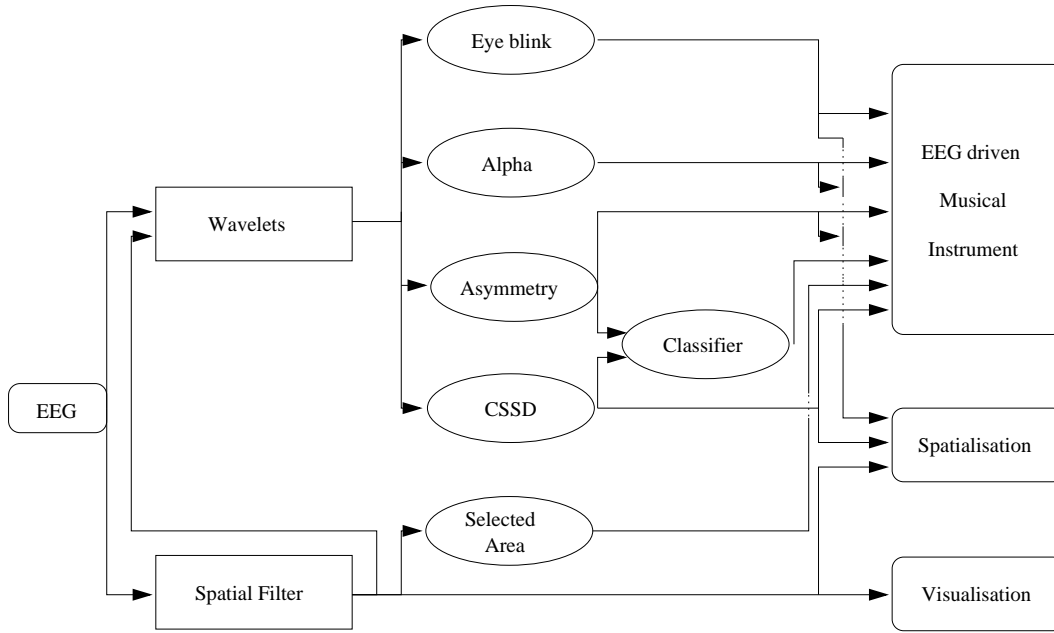 Eye blink
Alpha
EEG driven
Musical
Instrument
Wavelets
Asymmetry
Classifier
EEG
CSSD
Spatialisation
Selected
Area
Spatial Filter
Visualisation